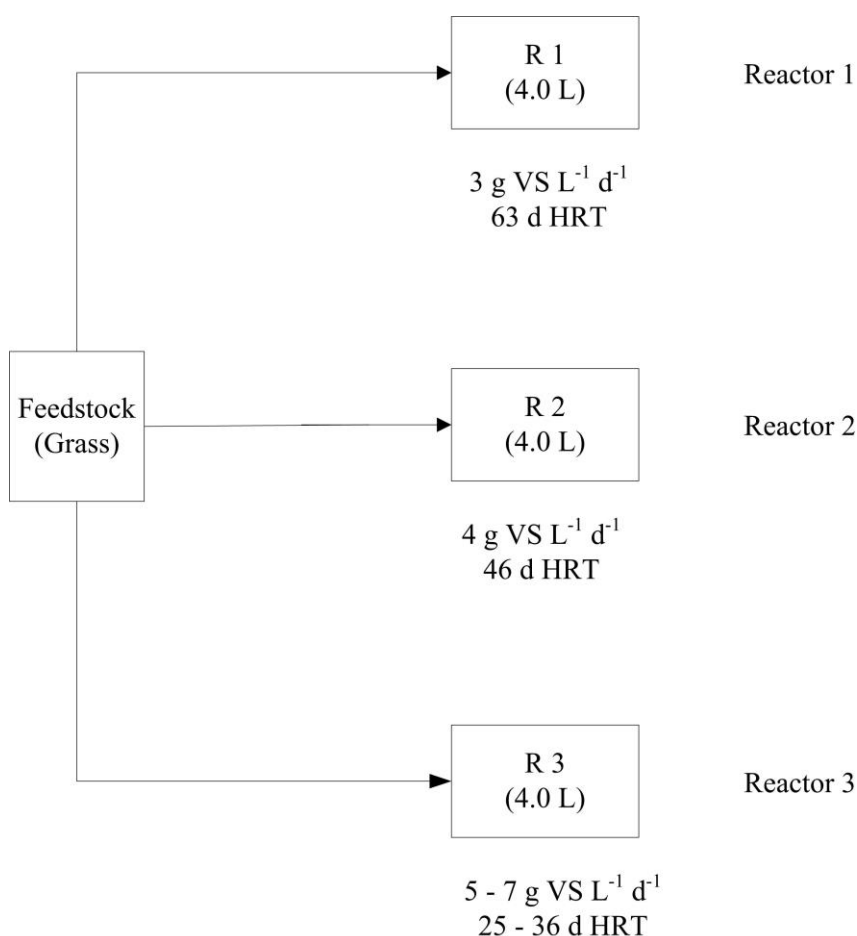 R 1
(4.0 L)
Reactor 1
3 g VS L⁻¹ d⁻¹
63 d HRT
Feedstock
(Grass)
R 2
(4.0 L)
Reactor 2
4 g VS L⁻¹ d⁻¹
46 d HRT
R 3
(4.0 L)
Reactor 3
5 - 7 g VS L⁻¹ d⁻¹
25 - 36 d HRT